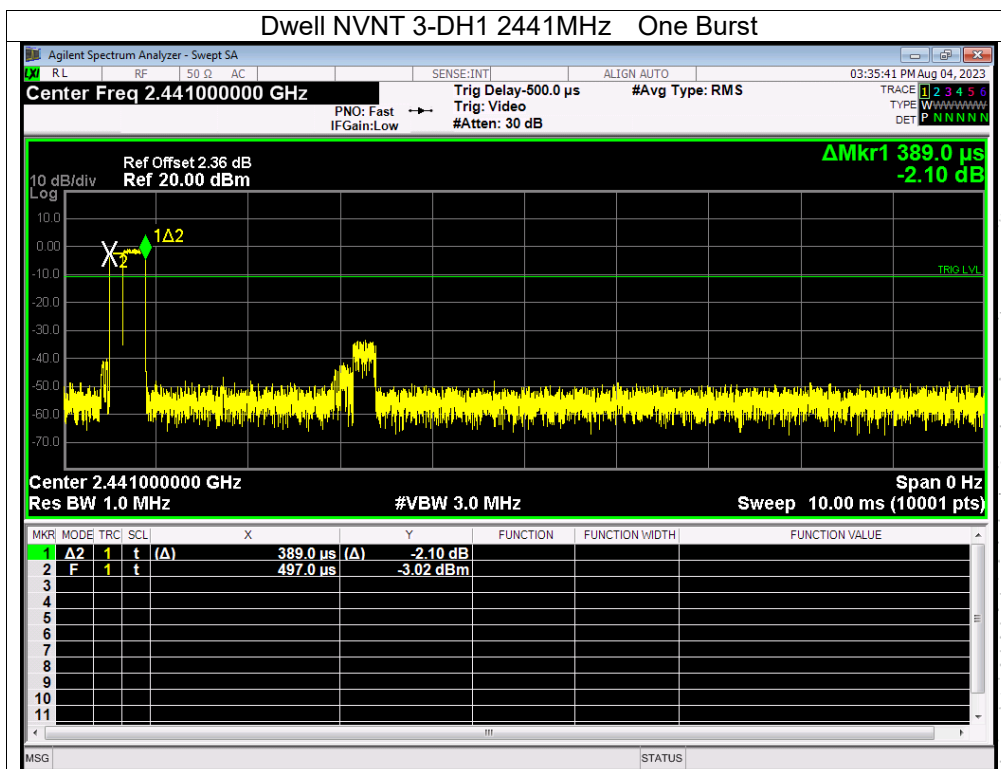 Dwell NVNT 3-DH1 2441MHz One Burst
Agilent Spectrum Analyzer - Swept SA
LXI RL RF 50 Ω AC SENSE:INT ALIGN AUTO 03:35:41 PM Aug 04, 2023
Center Freq 2.441000000 GHz
PNO: Fast
IFGain:Low
Trig Delay-500.0 µs
Trig: Video
#Atten: 30 dB
#Avg Type: RMS
TRACE 1 2 3 4 5 6
TYPE WWWWWW
DET P N N N N N
ΔMkr1 389.0 µs
-2.10 dB
Ref Offset 2.36 dB
10 dB/div Ref 20.00 dBm
Log
10.0
0.00
-10.0
-20.0
-30.0
-40.0
-50.0
-60.0
-70.0
1Δ2
2
TRIG LVL
Center 2.441000000 GHz Span 0 Hz
Res BW 1.0 MHz #VBW 3.0 MHz Sweep 10.00 ms (10001 pts)
MKR MODE TRC SCL X Y FUNCTION FUNCTION WIDTH FUNCTION VALUE
1 Δ2 1 t (Δ) 389.0 µs (Δ) -2.10 dB
2 F 1 t 497.0 µs -3.02 dBm
3
4
5
6
7
8
9
10
11
MSG STATUS